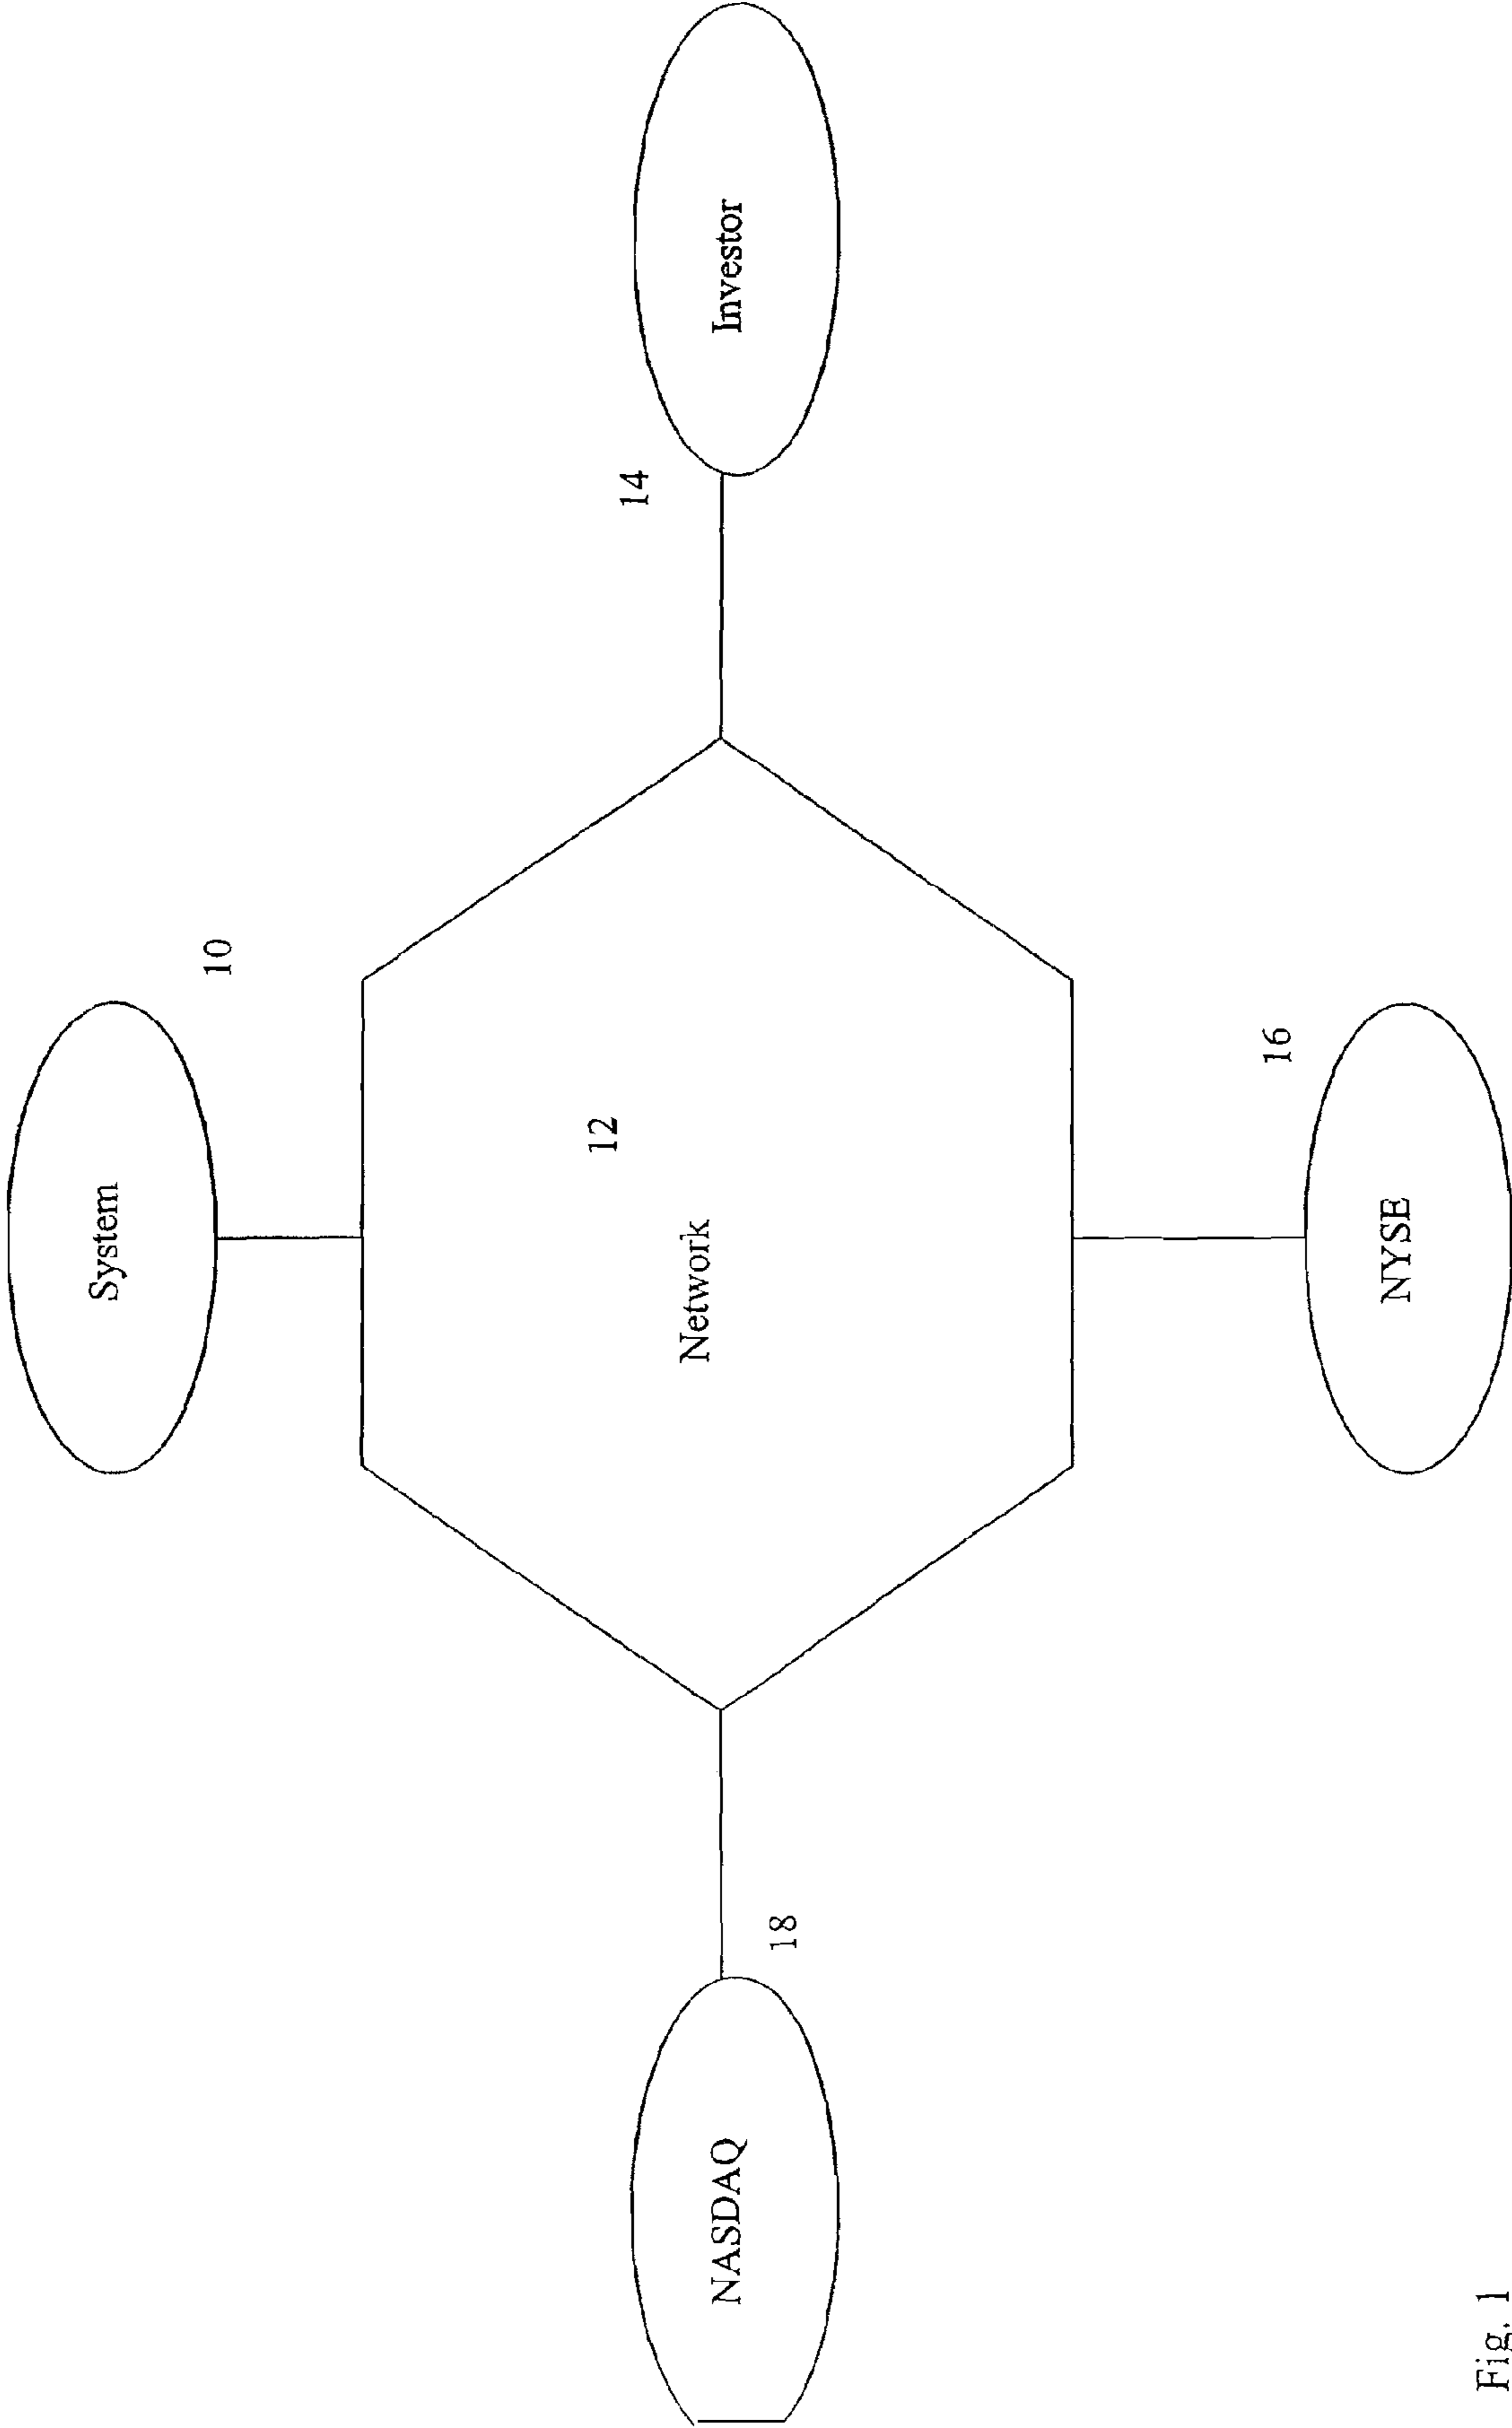 System
10
12
Network
14
Investor
NASDAQ
18
16
NYSE
Fig. 1